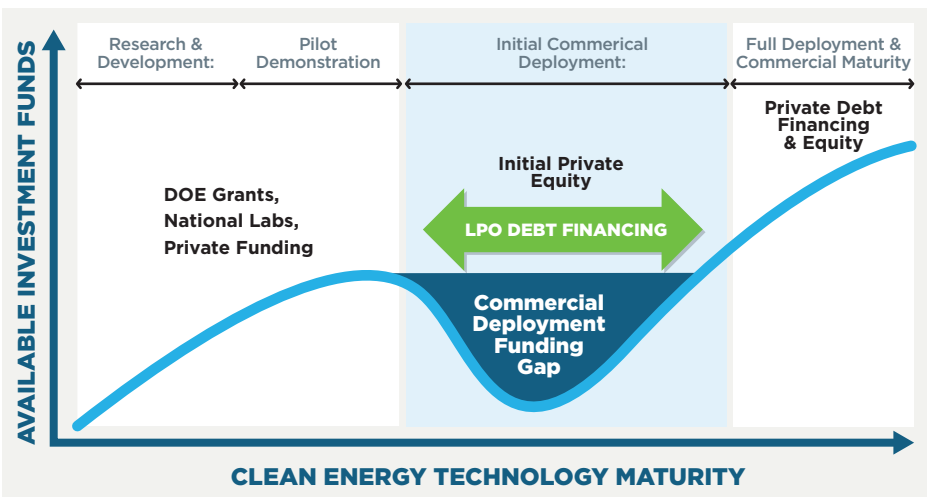 Research &
Development:
Pilot
Demonstration
Initial Commerical
Deployment:
Full Deployment &
Commercial Maturity
AVAILABLE INVESTMENT FUNDS
Private Debt
Financing
& Equity
Initial Private
Equity
DOE Grants,
National Labs,
Private Funding
LPO DEBT FINANCING
Commercial
Deployment
Funding
Gap
CLEAN ENERGY TECHNOLOGY MATURITY